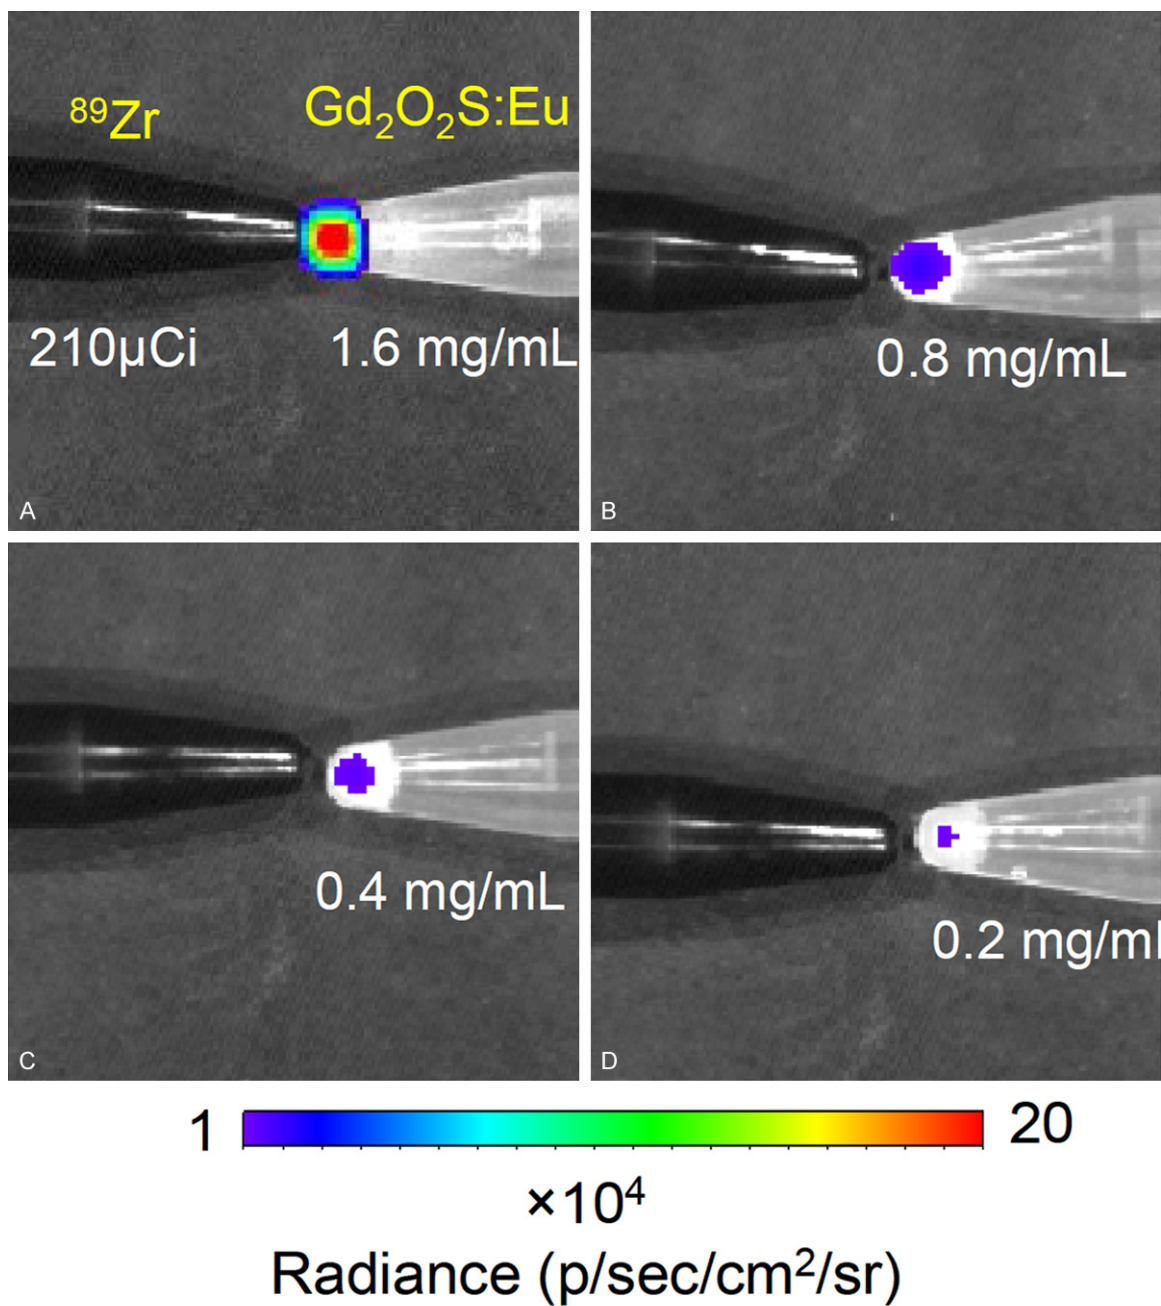 ⁸⁹Zr
Gd₂O₂S:Eu
210µCi
1.6 mg/mL
A
0.8 mg/mL
B
0.4 mg/mL
C
0.2 mg/ml
D
1
20
×10⁴
Radiance (p/sec/cm²/sr)